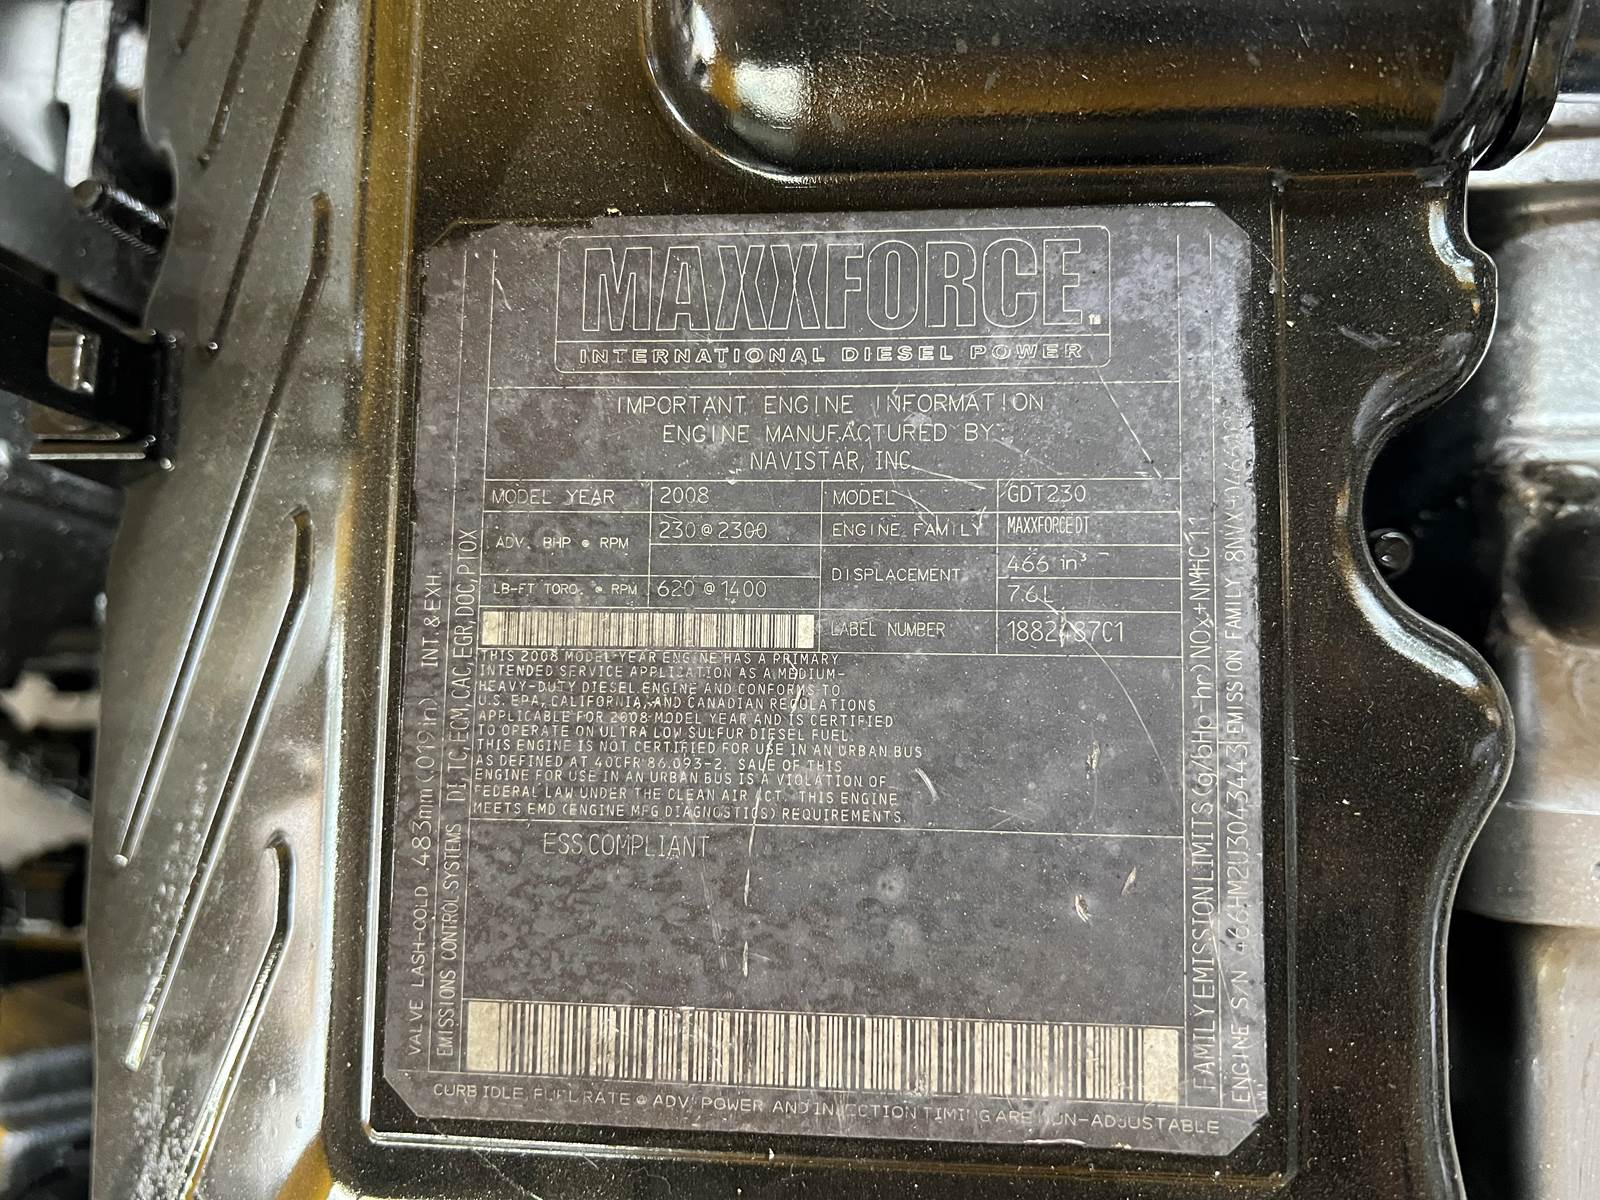 MAXXFORCE™
INTERNATIONAL DIESEL POWER
IMPORTANT ENGINE INFORMATION
ENGINE MANUFACTURED BY
NAVISTAR, INC.
MODEL YEAR 2008 MODEL GDT230
ADV. BHP @ RPM 230@2300 ENGINE FAMILY MAXXFORCEDT
DISPLACEMENT 466 in³
7.6L
LB-FT TORQ. @ RPM 620 @ 1400
LABEL NUMBER 1882487C1
THIS 2008 MODEL YEAR ENGINE HAS A PRIMARY
INTENDED SERVICE APPLICATION AS A MEDIUM-
HEAVY-DUTY DIESEL ENGINE AND CONFORMS TO
U.S. EPA, CALIFORNIA, AND CANADIAN REGULATIONS
APPLICABLE FOR 2008 MODEL YEAR AND IS CERTIFIED
TO OPERATE ON ULTRA LOW SULFUR DIESEL FUEL.
THIS ENGINE IS NOT CERTIFIED FOR USE IN AN URBAN BUS
AS DEFINED AT 40CFR 86.093-2. SALE OF THIS
ENGINE FOR USE IN AN URBAN BUS IS A VIOLATION OF
FEDERAL LAW UNDER THE CLEAN AIR ACT. THIS ENGINE
MEETS EMD (ENGINE MFG DIAGNOSTICS) REQUIREMENTS.
ESS COMPLIANT
VALVE LASH-COLD .483mm (.019in) INT. & EXH.
EMISSIONS CONTROL SYSTEMS DI, TC, ECM, CAC, EGR, DOC, PTOX
FAMILY EMISSION LIMITS (g/bHp-hr) NOx+NMHC 1.1
ENGINE S/N 466HM2U3043443 EMISSION FAMILY
CURB IDLE, FUEL RATE @ ADV. POWER AND INJECTION TIMING ARE NON-ADJUSTABLE